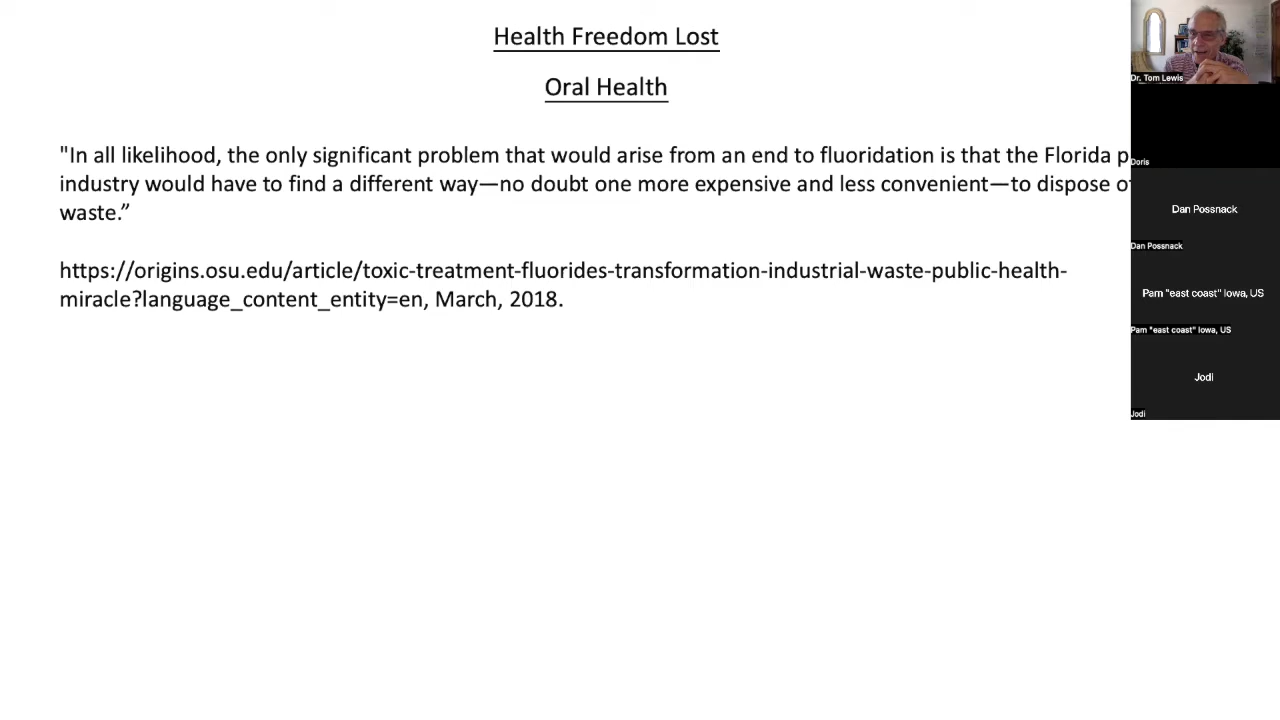 Health Freedom Lost
Oral Health
"In all likelihood, the only significant problem that would arise from an end to fluoridation is that the Florida
industry would have to find a different way—no doubt one more expensive and less convenient—to dispose
waste.”
https://origins.osu.edu/article/toxic-treatment-fluorides-transformation-industrial-waste-public-health-
miracle?language_content_entity=en, March, 2018.
Dr. Tom Lewis
Doris
Dan Possnack
Dan Possnack
Pam "east coast" Iowa, US
Pam "east coast" Iowa, US
Jodi
Jodi